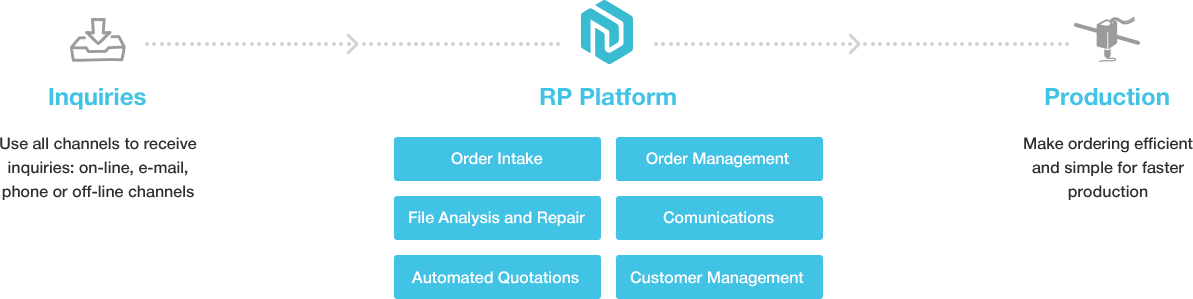 Inquiries
Use all channels to receive
inquiries: on-line, e-mail,
phone or off-line channels
RP Platform
Order Intake
Order Management
File Analysis and Repair
Comunications
Automated Quotations
Customer Management
Production
Make ordering efficient
and simple for faster
production